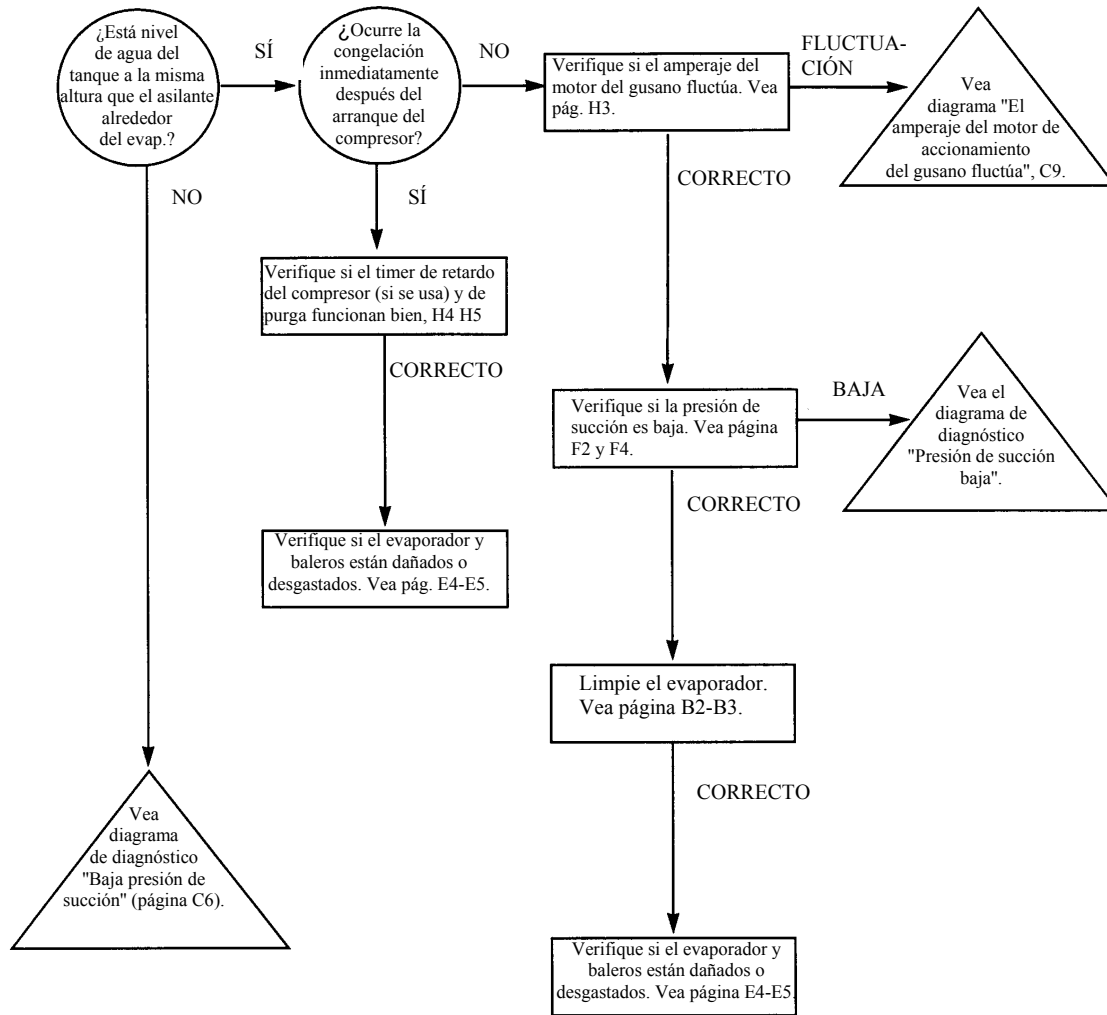 ¿Está nivel
de agua del
tanque a la misma
altura que el asilante
alrededor
del evap.?
SÍ
¿Ocurre la
congelación
inmediatamente
después del
arranque del
compresor?
NO
Verifique si el amperaje del
motor del gusano fluctúa. Vea
pág. H3.
FLUCTUA-
CIÓN
Vea
diagrama "El
amperaje del motor de
accionamiento
del gusano fluctúa", C9.
NO
SÍ
CORRECTO
Verifique si el timer de retardo
del compresor (si se usa) y de
purga funcionan bien, H4 H5
CORRECTO
Verifique si la presión de
succión es baja. Vea página
F2 y F4.
BAJA
Vea el
diagrama de
diagnóstico
"Presión de succión
baja".
CORRECTO
Verifique si el evaporador y
baleros están dañados o
desgastados. Vea pág. E4-E5.
Limpie el evaporador.
Vea página B2-B3.
CORRECTO
Vea
diagrama
de diagnóstico
"Baja presión de
succión" (página C6).
Verifique si el evaporador y
baleros están dañados o
desgastados. Vea página E4-E5